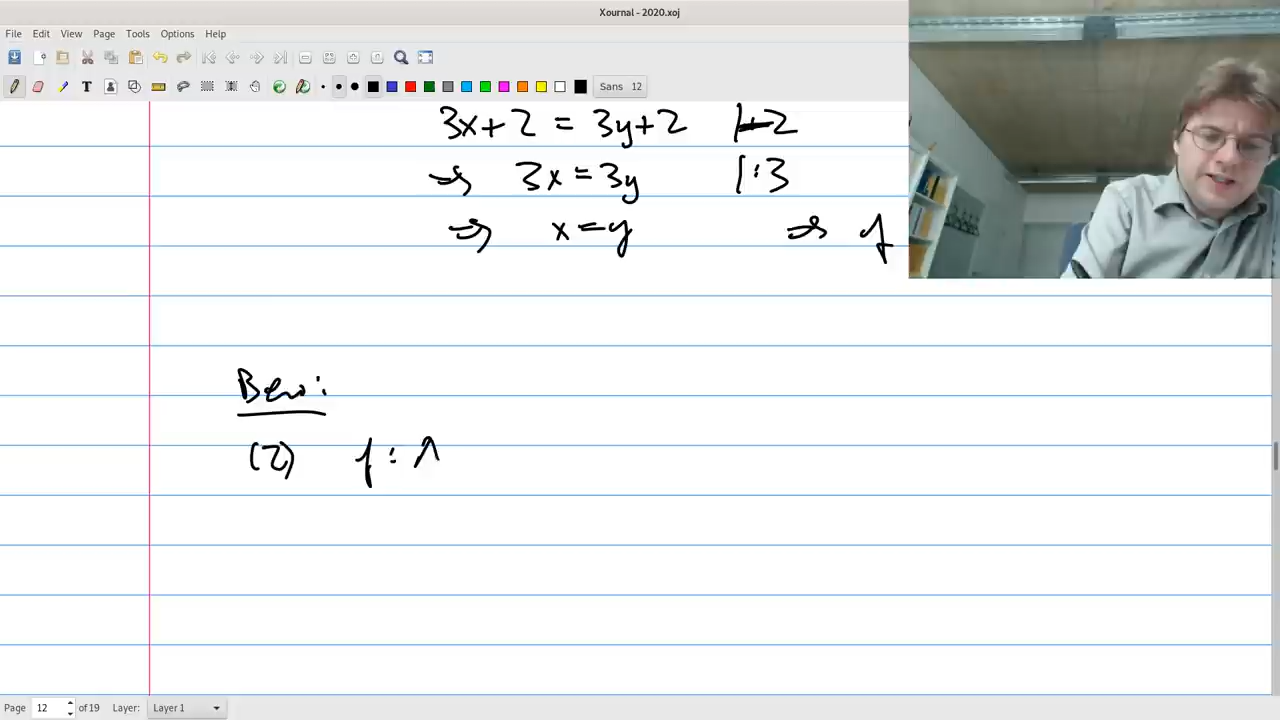 Xournal - 2020.xoj
File Edit View Page Tools Options Help
T Sans 12
3x+2 = 3y+2 |-2
⇒ 3x = 3y |:3
⇒ x = y ⇒ f
Bew:
(2) f:
Page 12 of 19 Layer: Layer 1